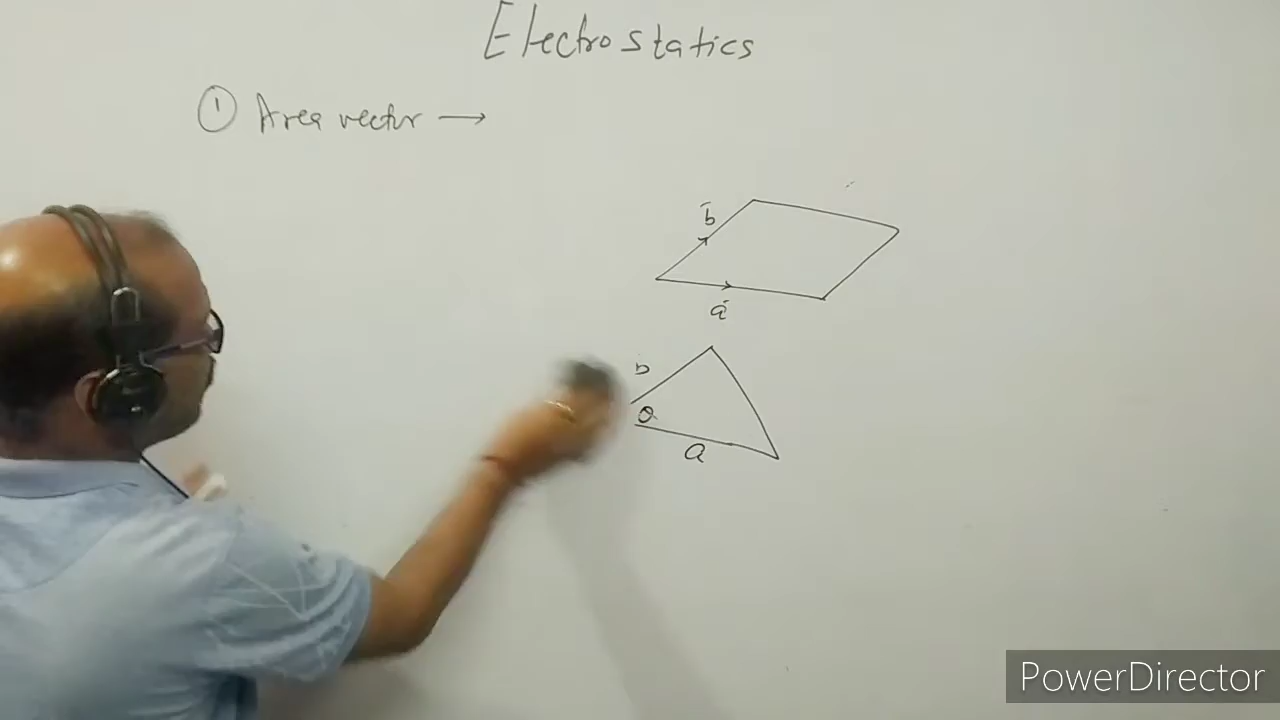 Electrostatics
① Area vector →
b
a
b
θ
a
PowerDirector